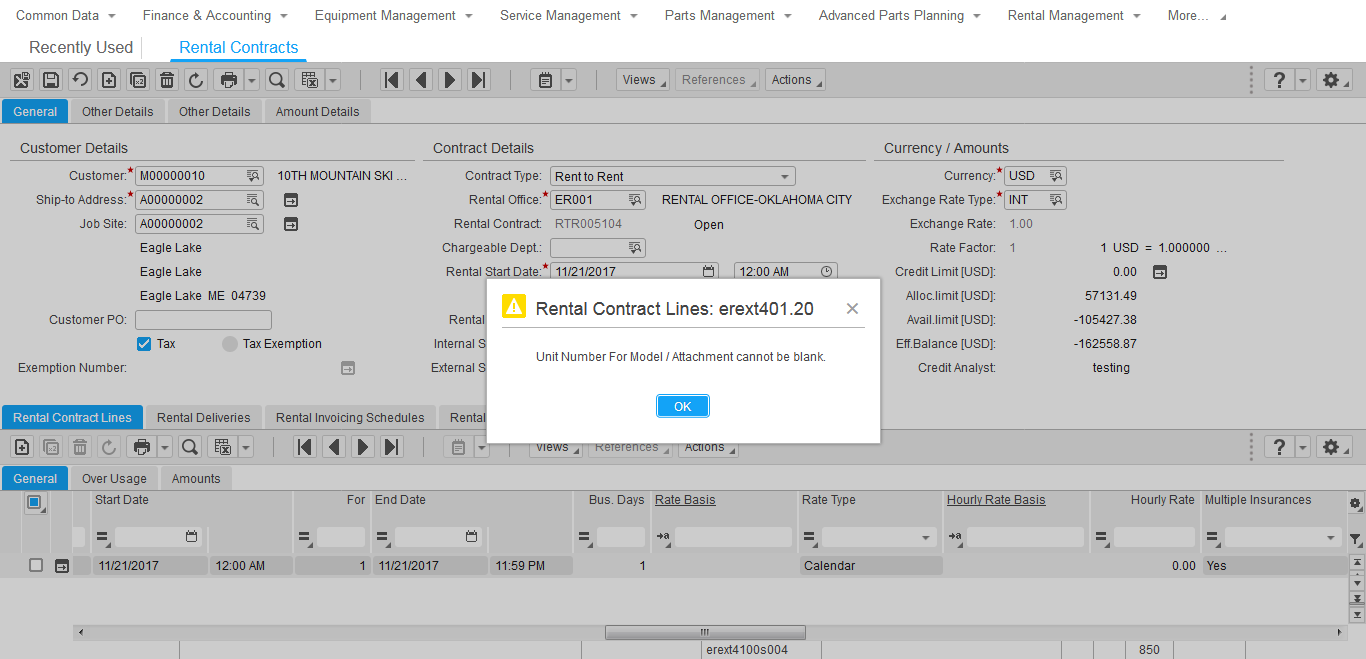 Common Data Finance & Accounting Equipment Management Service Management Parts Management Advanced Parts Planning Rental Management More...
Recently Used Rental Contracts
Views References Actions ?
General Other Details Other Details Amount Details
Customer Details Contract Details Currency / Amounts
Customer:* M00000010 10TH MOUNTAIN SKI ... Contract Type: Rent to Rent Currency:* USD
Ship-to Address:* A00000002 Rental Office:* ER001 RENTAL OFFICE-OKLAHOMA CITY Exchange Rate Type:* INT
Job Site: A00000002 Rental Contract: RTR005104 Open Exchange Rate: 1.00
Eagle Lake Chargeable Dept.: Rate Factor: 1 1 USD = 1.000000 ...
Eagle Lake Rental Start Date:* 11/21/2017 12:00 AM Credit Limit [USD]: 0.00
Eagle Lake ME 04739 Alloc.limit [USD]: 57131.49
Customer PO: Rental Avail.limit [USD]: -105427.38
Tax Tax Exemption Internal S Eff.Balance [USD]: -162558.87
Exemption Number: External S Credit Analyst: testing
Rental Contract Lines: erext401.20
Unit Number For Model / Attachment cannot be blank.
OK
Rental Contract Lines Rental Deliveries Rental Invoicing Schedules Rental
Views References Actions ?
General Over Usage Amounts
Start Date For End Date Bus. Days Rate Basis Rate Type Hourly Rate Basis Hourly Rate Multiple Insurances
11/21/2017 12:00 AM 1 11/21/2017 11:59 PM 1 Calendar 0.00 Yes
erext4100s004 850